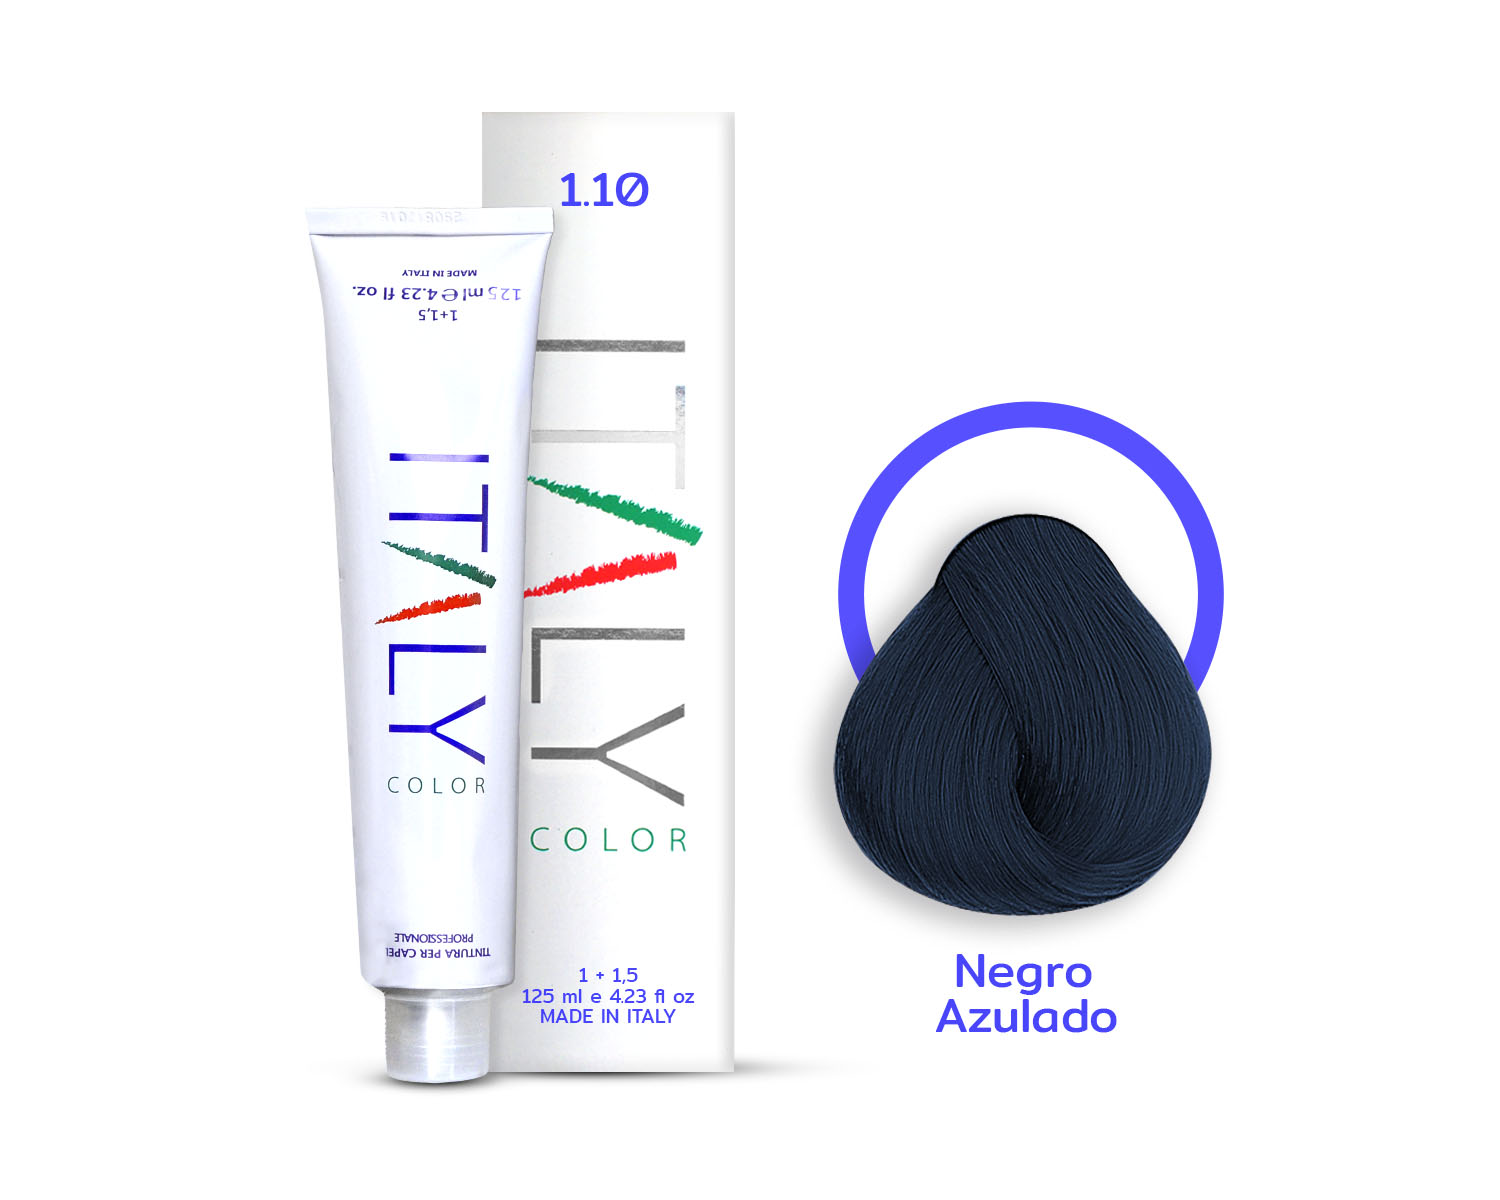 1.10
ITALY
COLOR
1 + 1,5
125 ml e 4.23 fl oz
MADE IN ITALY
MADE IN ITALY
125 ml e 4.23 fl oz.
1+1,5
ITALY
COLOR
TINTURA PER CAPEL
PROFESSIONALE
Negro
Azulado